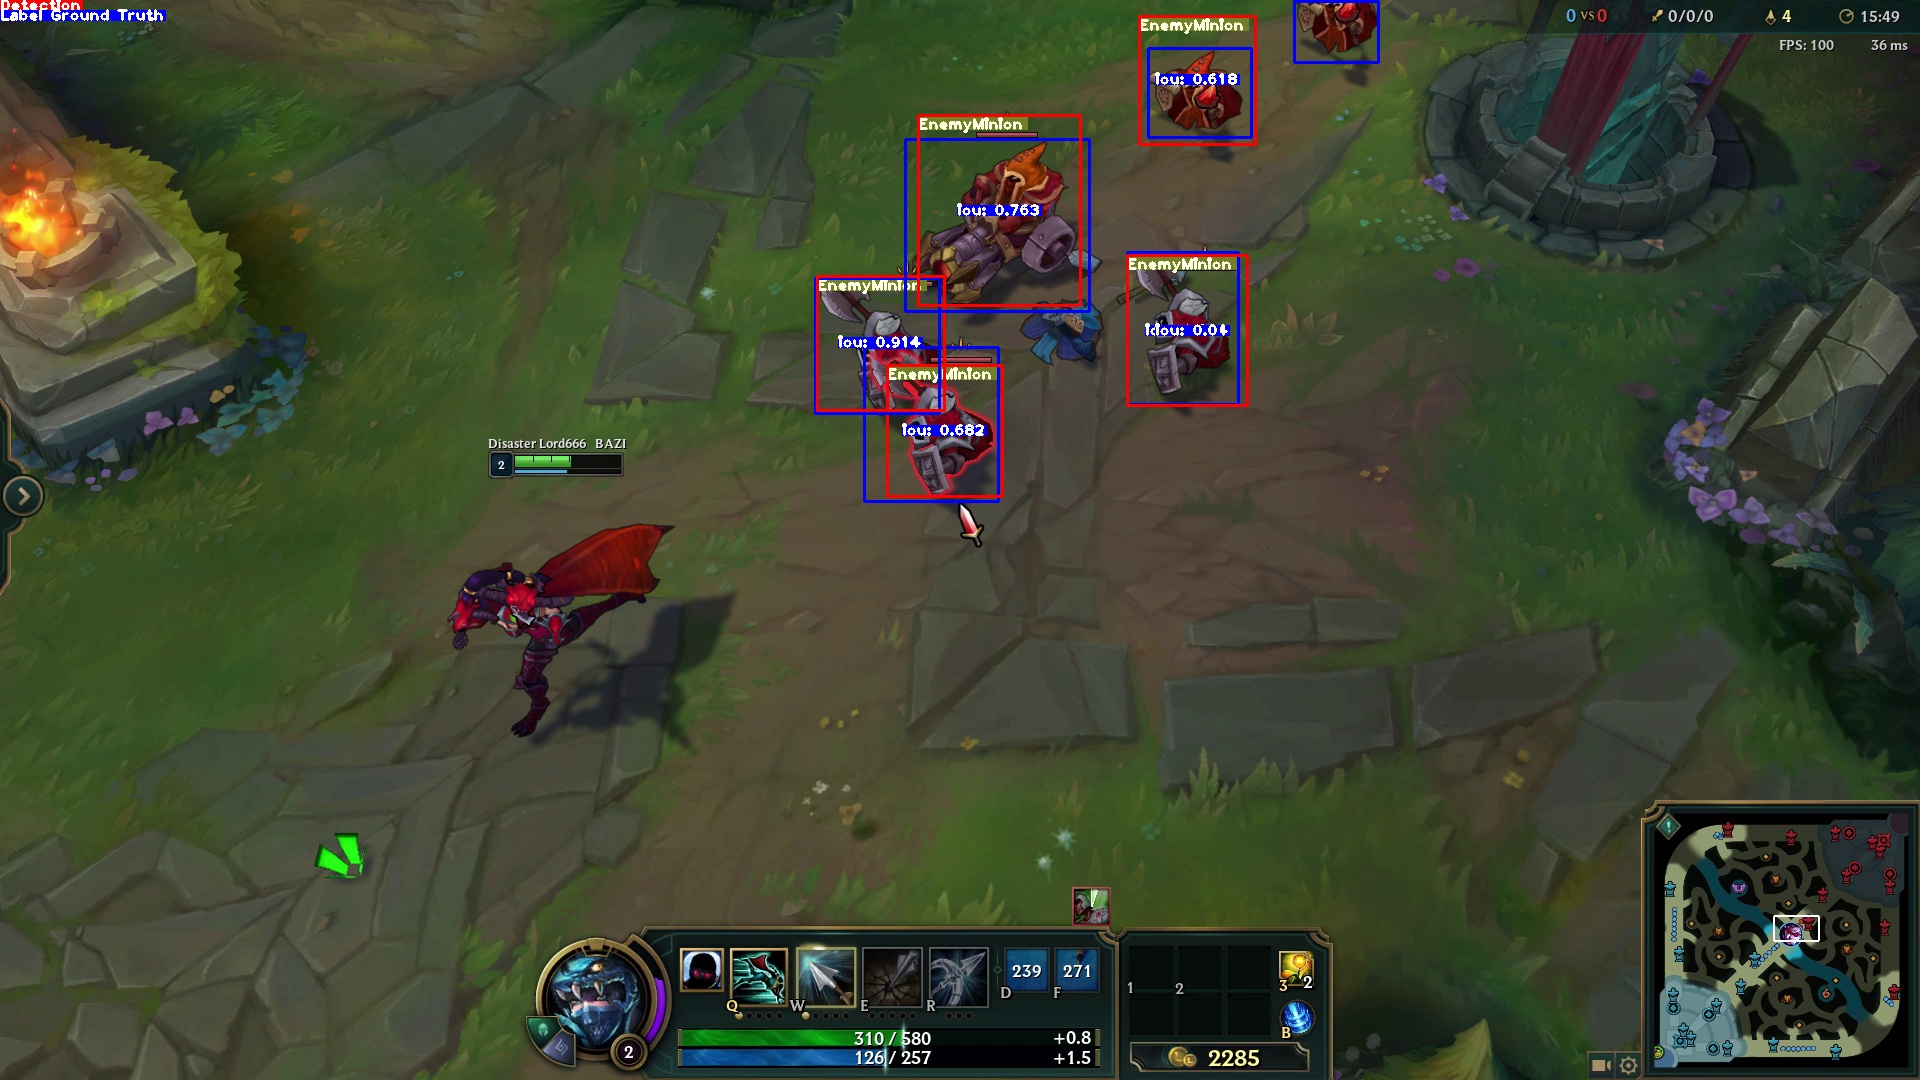 Detection
Label Ground Truth
0 vs 0
0/0/0
4
15:49
FPS: 100
36 ms
EnemyMinion
Iou: 0.618
EnemyMinion
Iou: 0.763
EnemyMinion
Iou: 0.04
EnemyMinion
Iou: 0.914
EnemyMinion
Iou: 0.682
Disaster Lord666 BAZI
2
Q
W
E
R
239
D
271
F
1
2
3
2
B
2
310 / 580
+0.8
126 / 257
+1.5
2285